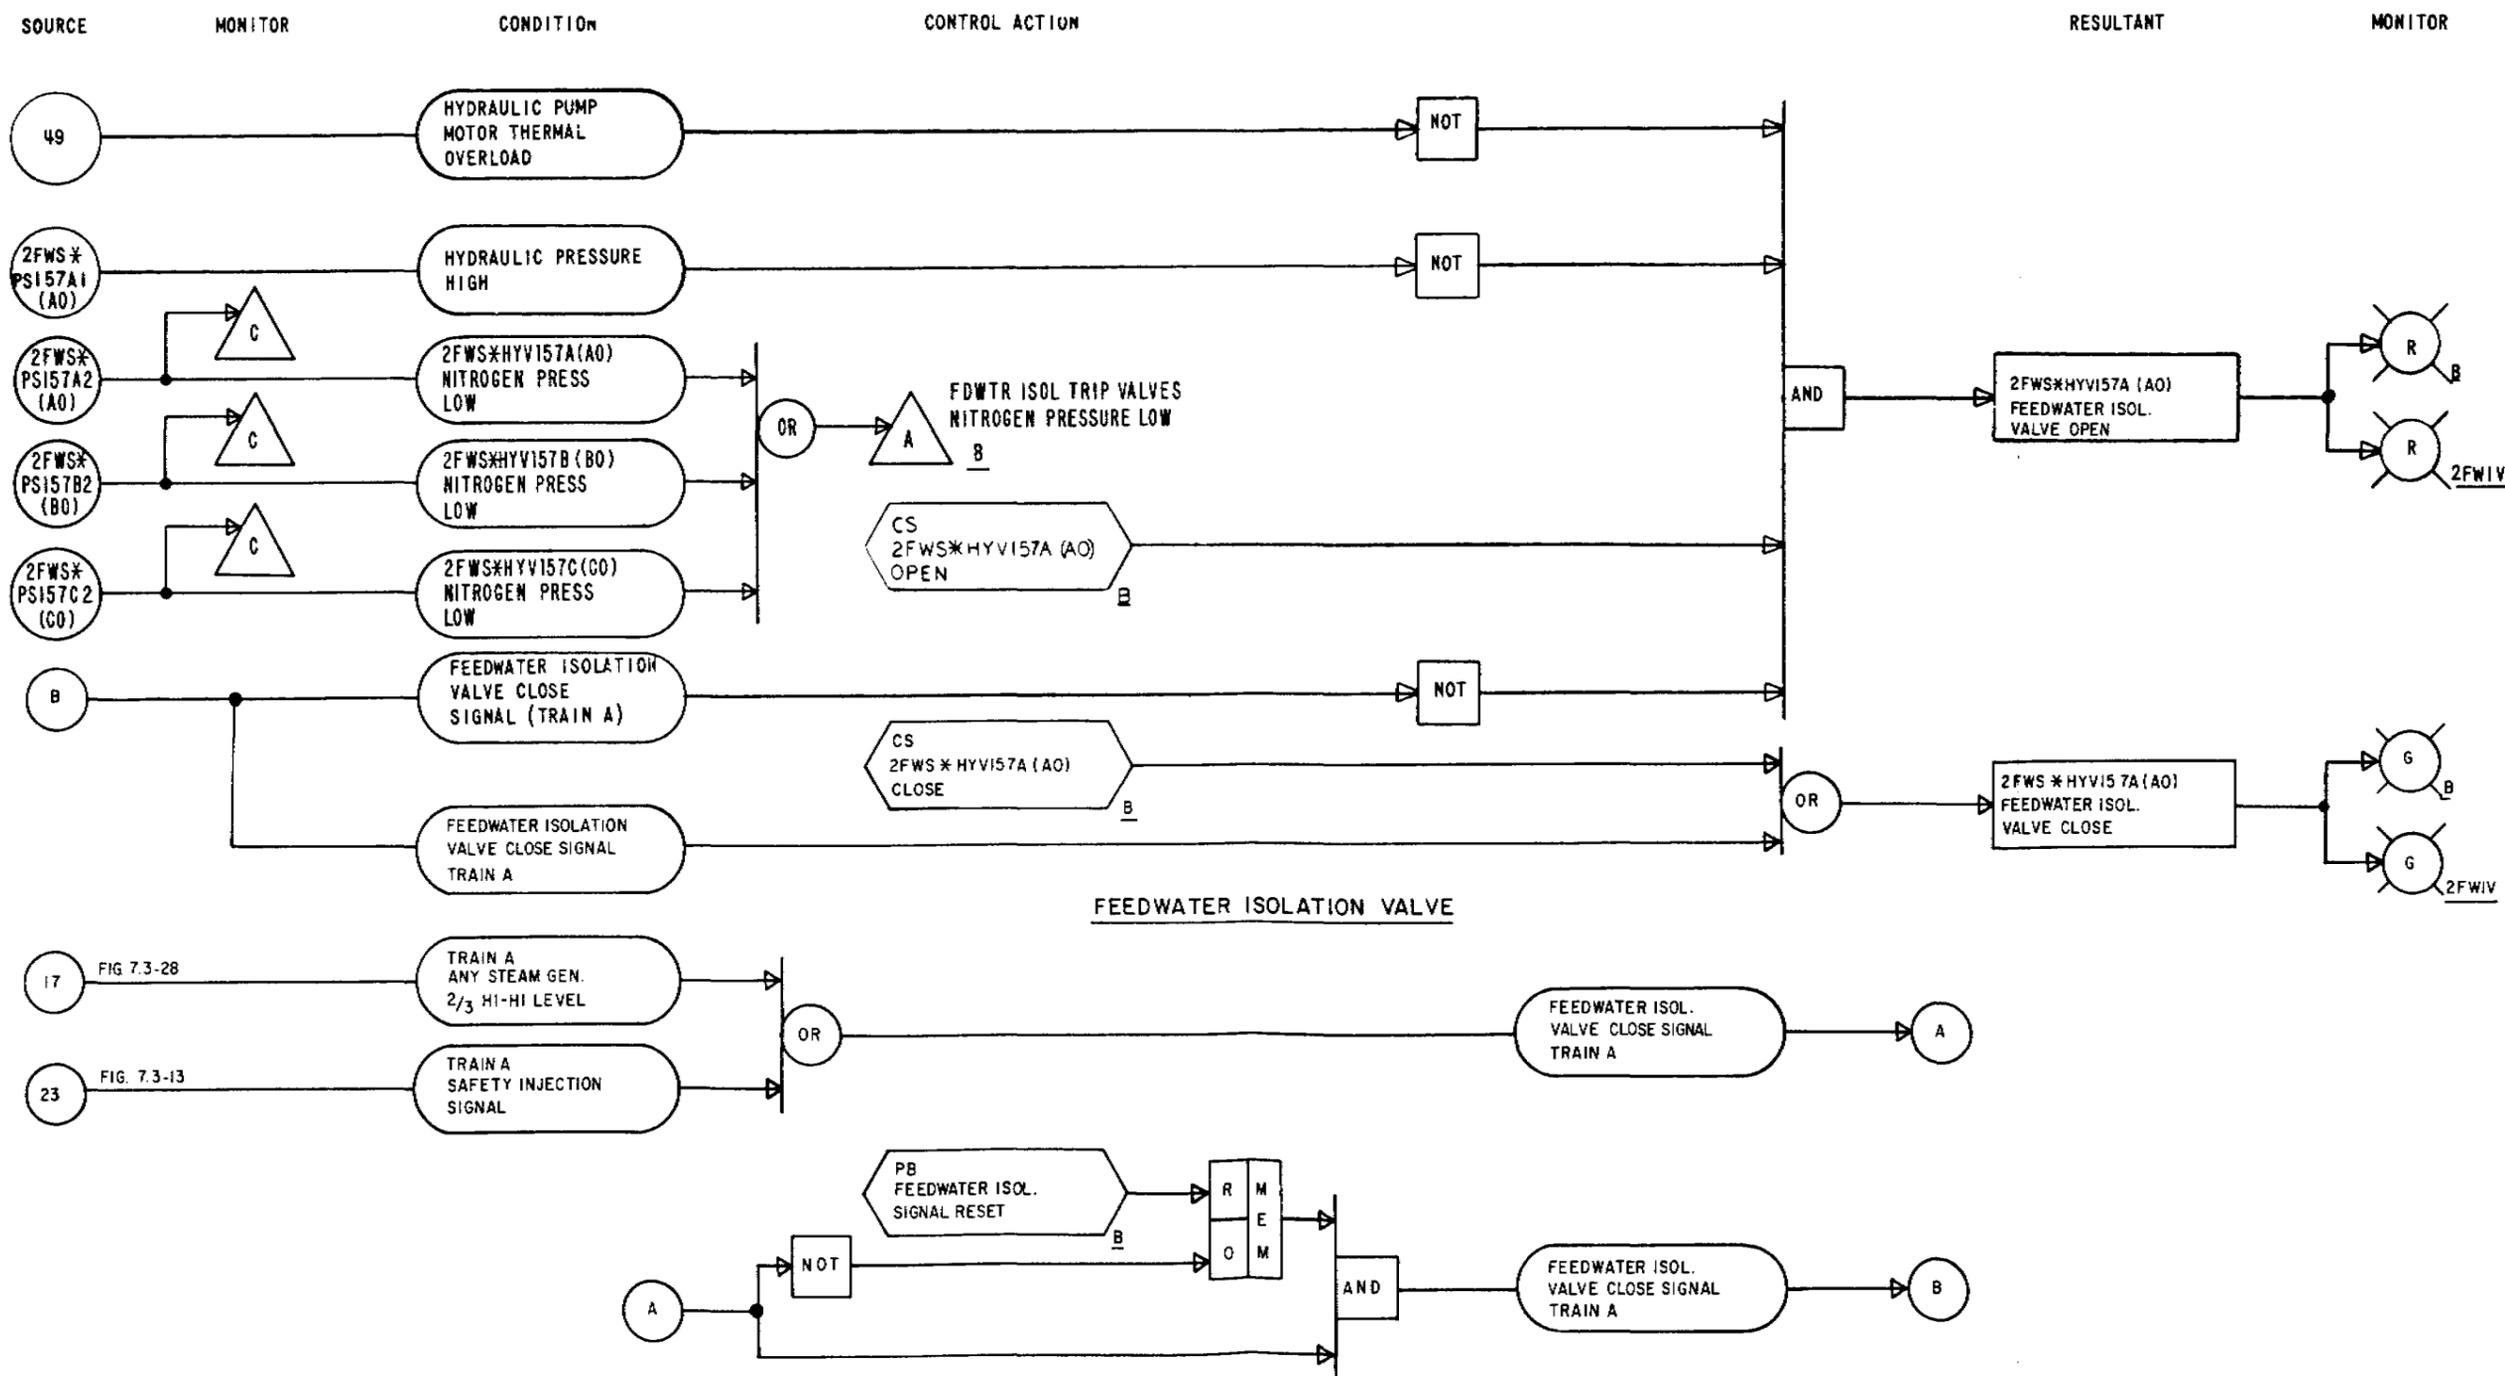 SOURCE
MONITOR
CONDITION
CONTROL ACTION
RESULTANT
MONITOR
49
HYDRAULIC PUMP
MOTOR THERMAL
OVERLOAD
NOT
2FWS*
PS157A1
(AO)
HYDRAULIC PRESSURE
HIGH
NOT
C
2FWS*
PS157A2
(AO)
2FWS*HYV157A(AO)
NITROGEN PRESS
LOW
C
2FWS*
PS157B2
(BO)
2FWS*HYV157B(BO)
NITROGEN PRESS
LOW
C
2FWS*
PS157C2
(CO)
2FWS*HYV157C(CO)
NITROGEN PRESS
LOW
OR
A
FDWTR ISOL TRIP VALVES
NITROGEN PRESSURE LOW
B
CS
2FWS*HYV157A (AO)
OPEN
B
AND
2FWS*HYV157A (AO)
FEEDWATER ISOL.
VALVE OPEN
R
B
R
2FWIV
B
FEEDWATER ISOLATION
VALVE CLOSE
SIGNAL (TRAIN A)
NOT
CS
2FWS*HYV157A (AO)
CLOSE
B
FEEDWATER ISOLATION
VALVE CLOSE SIGNAL
TRAIN A
OR
2FWS*HYV157A(AO)
FEEDWATER ISOL.
VALVE CLOSE
G
B
G
2FWIV
FEEDWATER ISOLATION VALVE
17
FIG 7.3-28
TRAIN A
ANY STEAM GEN.
2/3 HI-HI LEVEL
23
FIG. 7.3-13
TRAIN A
SAFETY INJECTION
SIGNAL
OR
FEEDWATER ISOL.
VALVE CLOSE SIGNAL
TRAIN A
A
PB
FEEDWATER ISOL.
SIGNAL RESET
B
R
O
MEM
A
NOT
AND
FEEDWATER ISOL.
VALVE CLOSE SIGNAL
TRAIN A
B